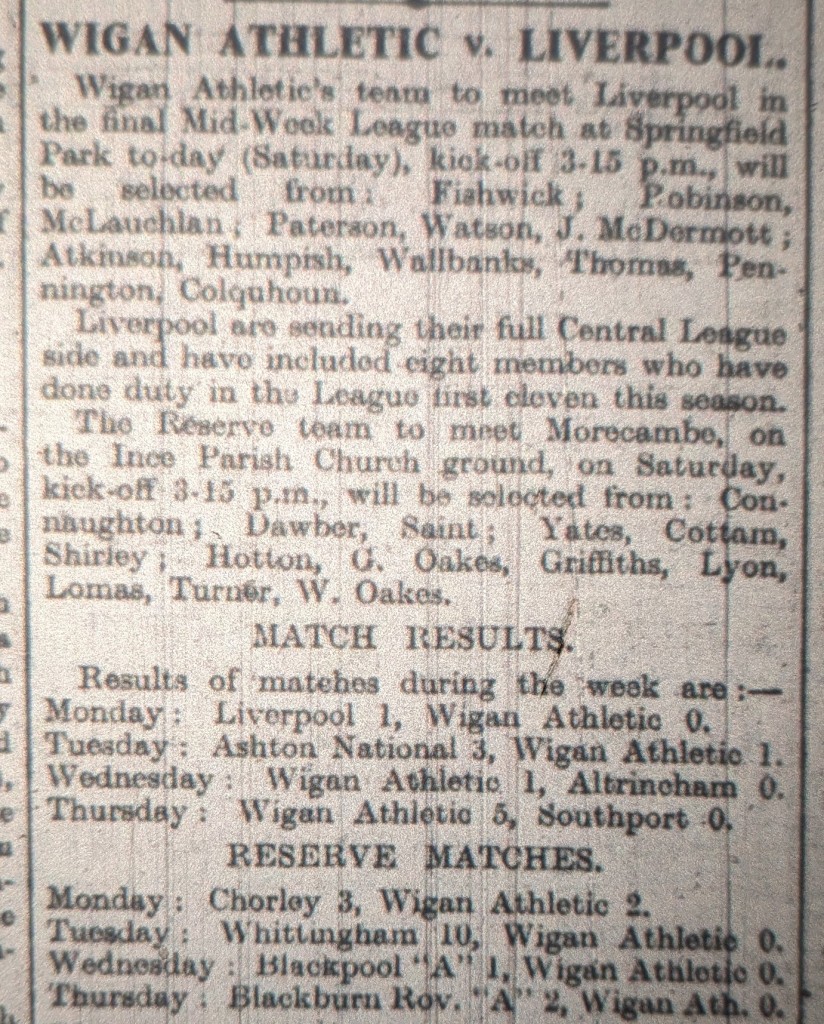 WIGAN ATHLETIC v. LIVERPOOL.
Wigan Athletic's team to meet Liverpool in
the final Mid-Week League match at Springfield
Park to-day (Saturday), kick-off 3-15 p.m., will
be selected from: Fishwick; Robinson,
McLauchlan; Paterson, Watson, J. McDermott;
Atkinson, Humpish, Wallbanks, Thomas, Pen-
nington, Colquhoun.
Liverpool are sending their full Central League
side and have included eight members who have
done duty in the League first eleven this season.
The Reserve team to meet Morecambe, on
the Ince Parish Church ground, on Saturday,
kick-off 3-15 p.m., will be selected from: Con-
naughton; Dawber, Saint; Yates, Cottam,
Shirley; Hotton, G. Oakes, Griffiths, Lyon,
Lomas, Turner, W. Oakes.
MATCH RESULTS.
Results of matches during the week are:—
Monday: Liverpool 1, Wigan Athletic 0.
Tuesday: Ashton National 3, Wigan Athletic 1.
Wednesday: Wigan Athletic 1, Altrincham 0.
Thursday: Wigan Athletic 5, Southport 0.
RESERVE MATCHES.
Monday: Chorley 3, Wigan Athletic 2.
Tuesday: Whittingham 10, Wigan Athletic 0.
Wednesday: Blackpool "A" 1, Wigan Athletic 0.
Thursday: Blackburn Rov. "A" 2, Wigan Ath. 0.